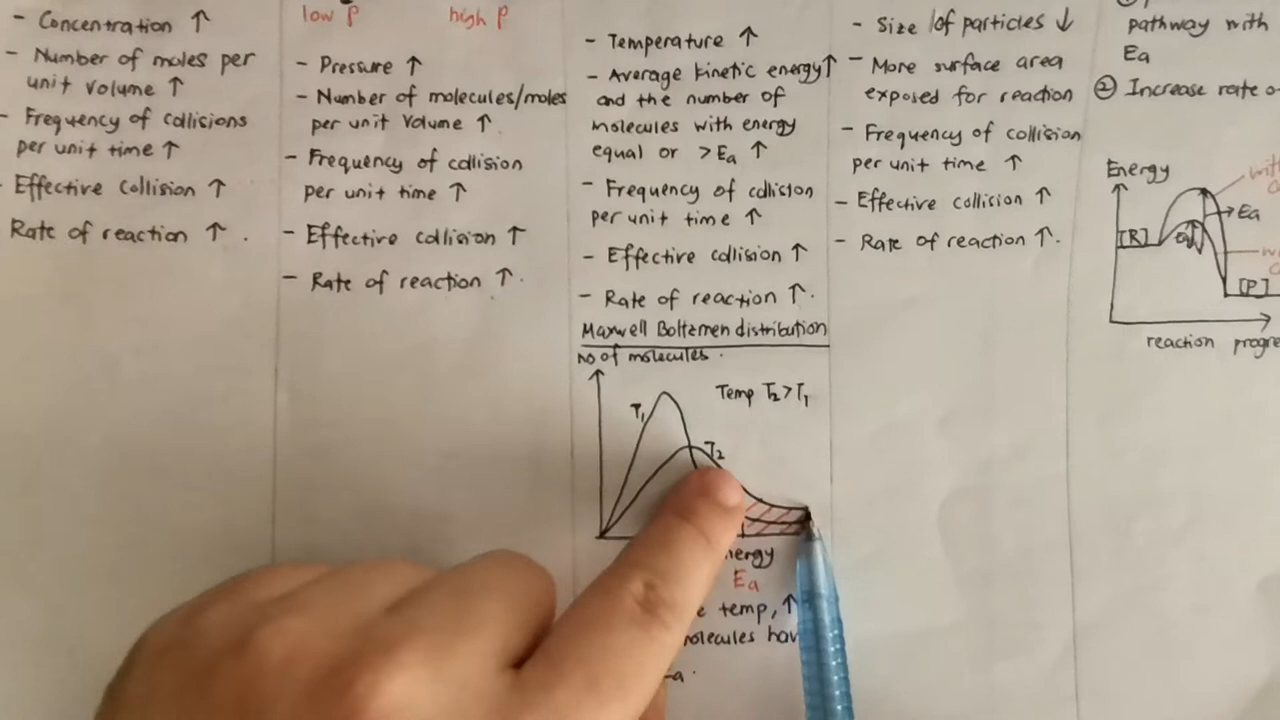 - Concentration ↑
- Number of moles per
unit volume ↑
- Frequency of collisions
per unit time ↑
- Effective collision ↑
Rate of reaction ↑ .
low P high P
- Pressure ↑
- Number of molecules/moles
per unit volume ↑
- Frequency of collision
per unit time ↑
- Effective collision ↑
- Rate of reaction ↑.
- Temperature ↑
- Average kinetic energy ↑
and the number of
molecules with energy
equal or > Ea ↑
- Frequency of collision
per unit time ↑
- Effective collision ↑
- Rate of reaction ↑.
Maxwell Boltzmen distribution
no of molecules .
Temp T2 > T1
T1
T2
Ea
temp, ↑
- Size of particles ↓
- More surface area
exposed for reaction
- Frequency of collision
per unit time ↑
- Effective collision ↑
- Rate of reaction ↑.
pathway with
Ea
② Increase rate
Energy
Ea
[R]
[P]
reaction